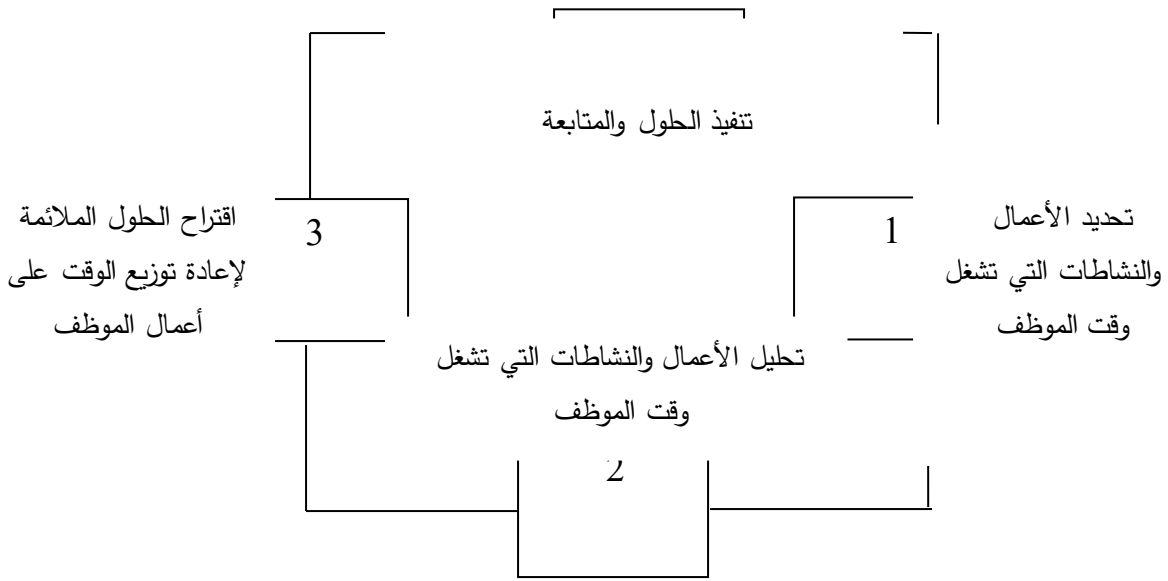 تنفيذ الحلول والمتابعة
تحديد الأعمال
والنشاطات التي تشغل
وقت الموظف
1
3
اقتراح الحلول الملائمة
لإعادة توزيع الوقت على
أعمال الموظف
تحليل الأعمال والنشاطات التي تشغل
وقت الموظف
2